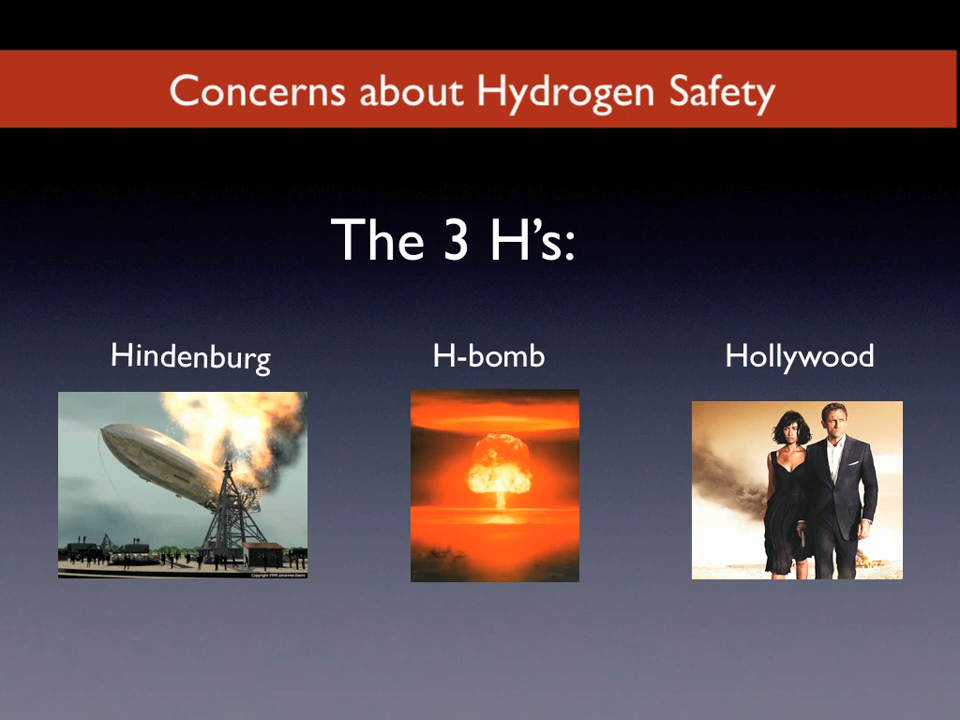 Concerns about Hydrogen Safety
The 3 H's:
Hindenburg
H-bomb
Hollywood